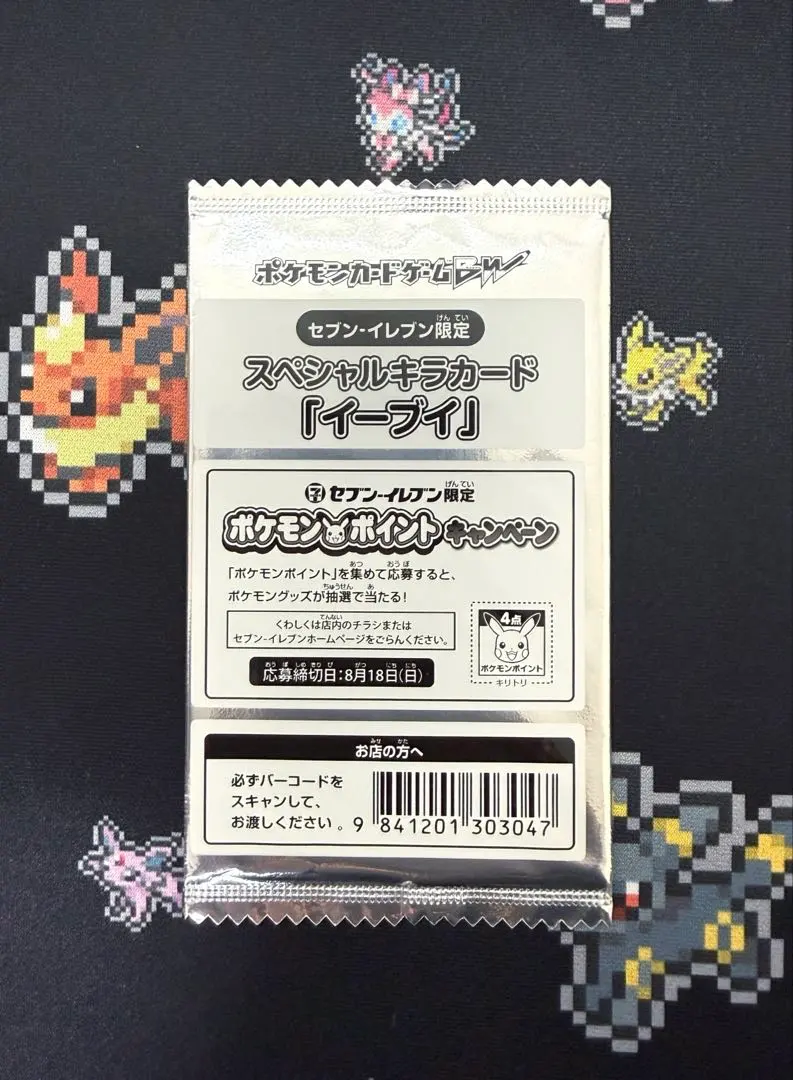 ポケモンカードゲームBW
セブン-イレブン限定
スペシャルキラカード
「イーブイ」
セブン-イレブン限定
ポケモンポイントキャンペーン
「ポケモンポイント」を集めて応募すると、
ポケモングッズが抽選で当たる!
くわしくは店内のチラシまたは
セブン-イレブンホームページをごらんください。
応募締切日:8月18日(日)
4点
ポケモンポイント
キリトリ
お店の方へ
必ずバーコードを
スキャンして、
お渡しください。
9 841201 303047